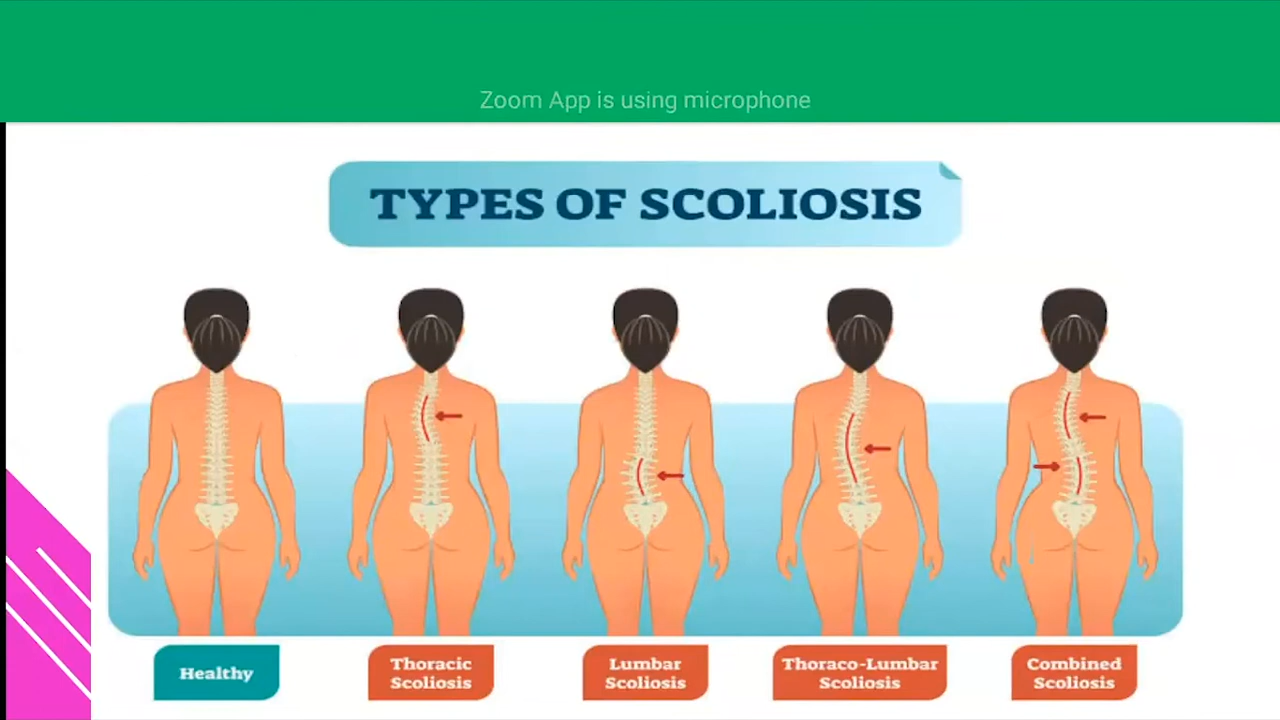 Zoom App is using microphone
TYPES OF SCOLIOSIS
Healthy
Thoracic
Scoliosis
Lumbar
Scoliosis
Thoraco-Lumbar
Scoliosis
Combined
Scoliosis